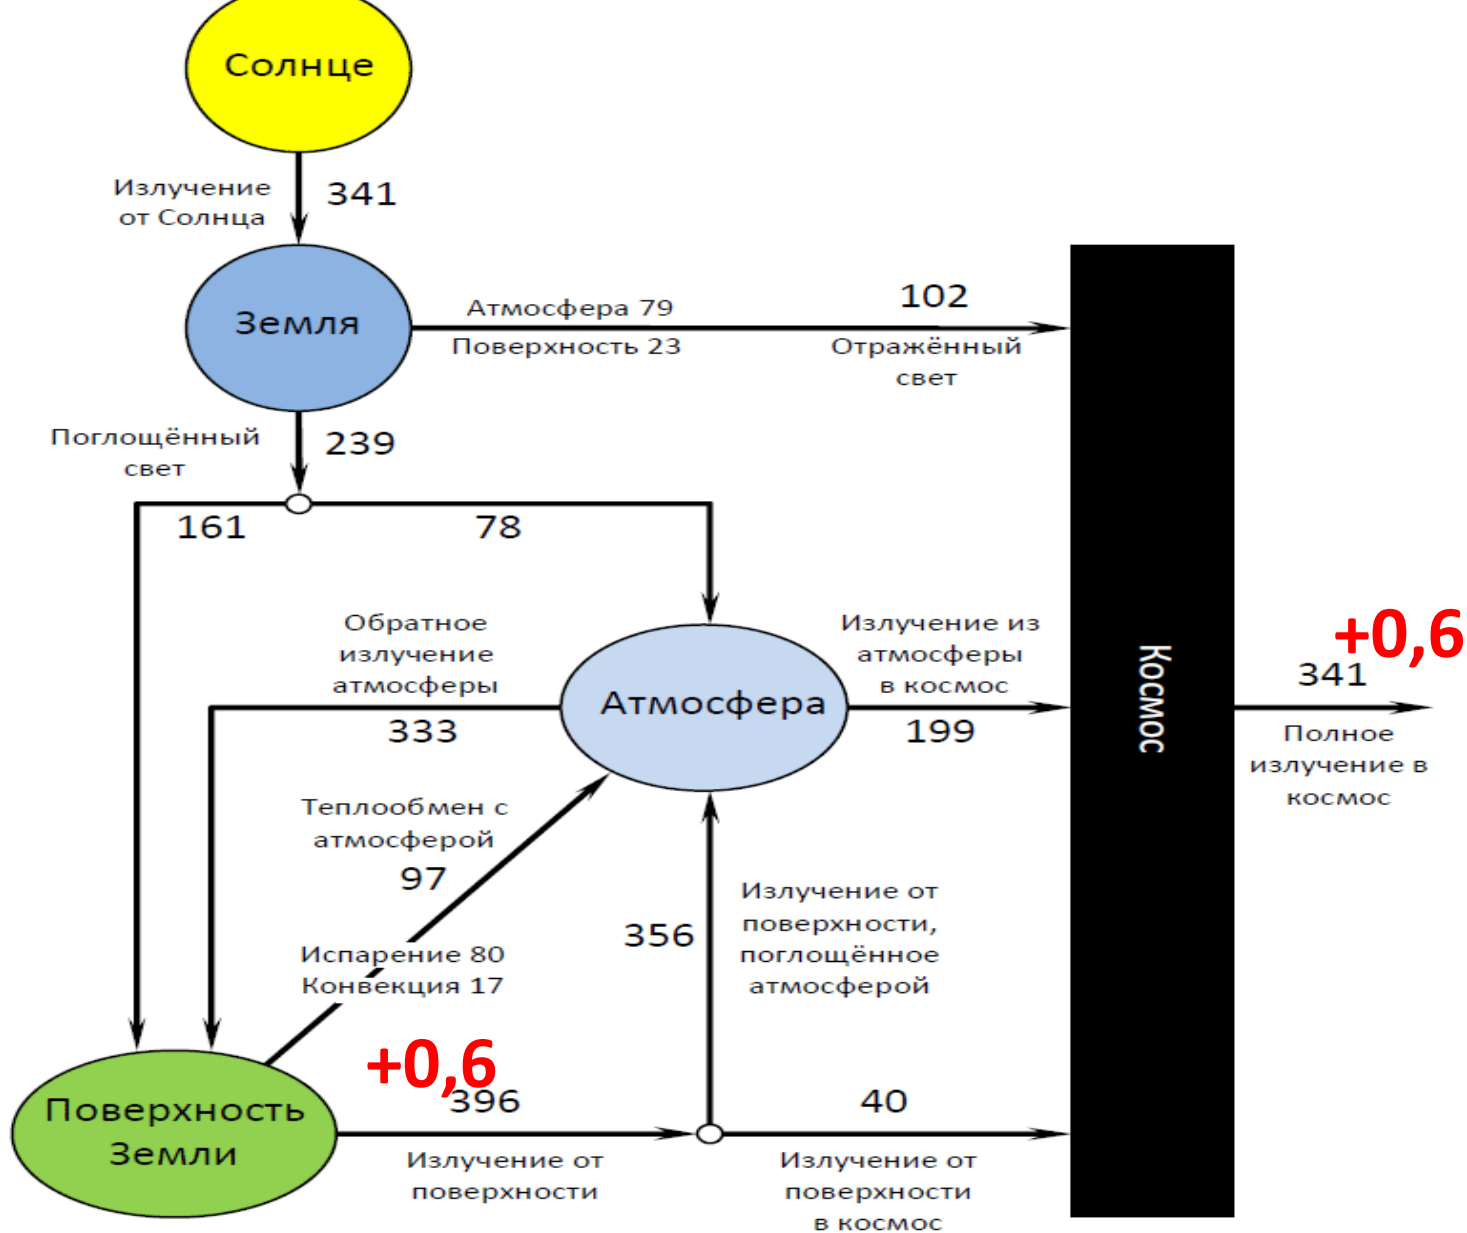 Солнце
Излучение
от Солнца
341
Земля
Атмосфера 79
Поверхность 23
102
Отражённый
свет
Поглощённый
свет
239
161
78
Обратное
излучение
атмосферы
333
Атмосфера
Излучение из
атмосферы
в космос
199
Космос
+0,6
341
Полное
излучение в
космос
Теплообмен с
атмосферой
97
Испарение 80
Конвекция 17
356
Излучение от
поверхности,
поглощённое
атмосферой
Поверхность
Земли
+0,6
396
Излучение от
поверхности
40
Излучение от
поверхности
в космос